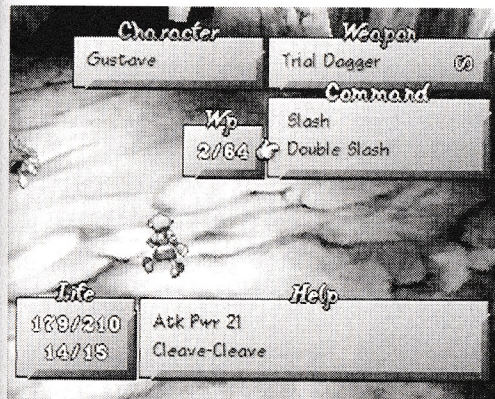 Character
Gustave
Weapon
Trial Dagger ∞
Command
Slash
Double Slash
Wp
2/84
Life
179/210
14/15
Help
Atk Pwr 21
Cleave-Cleave